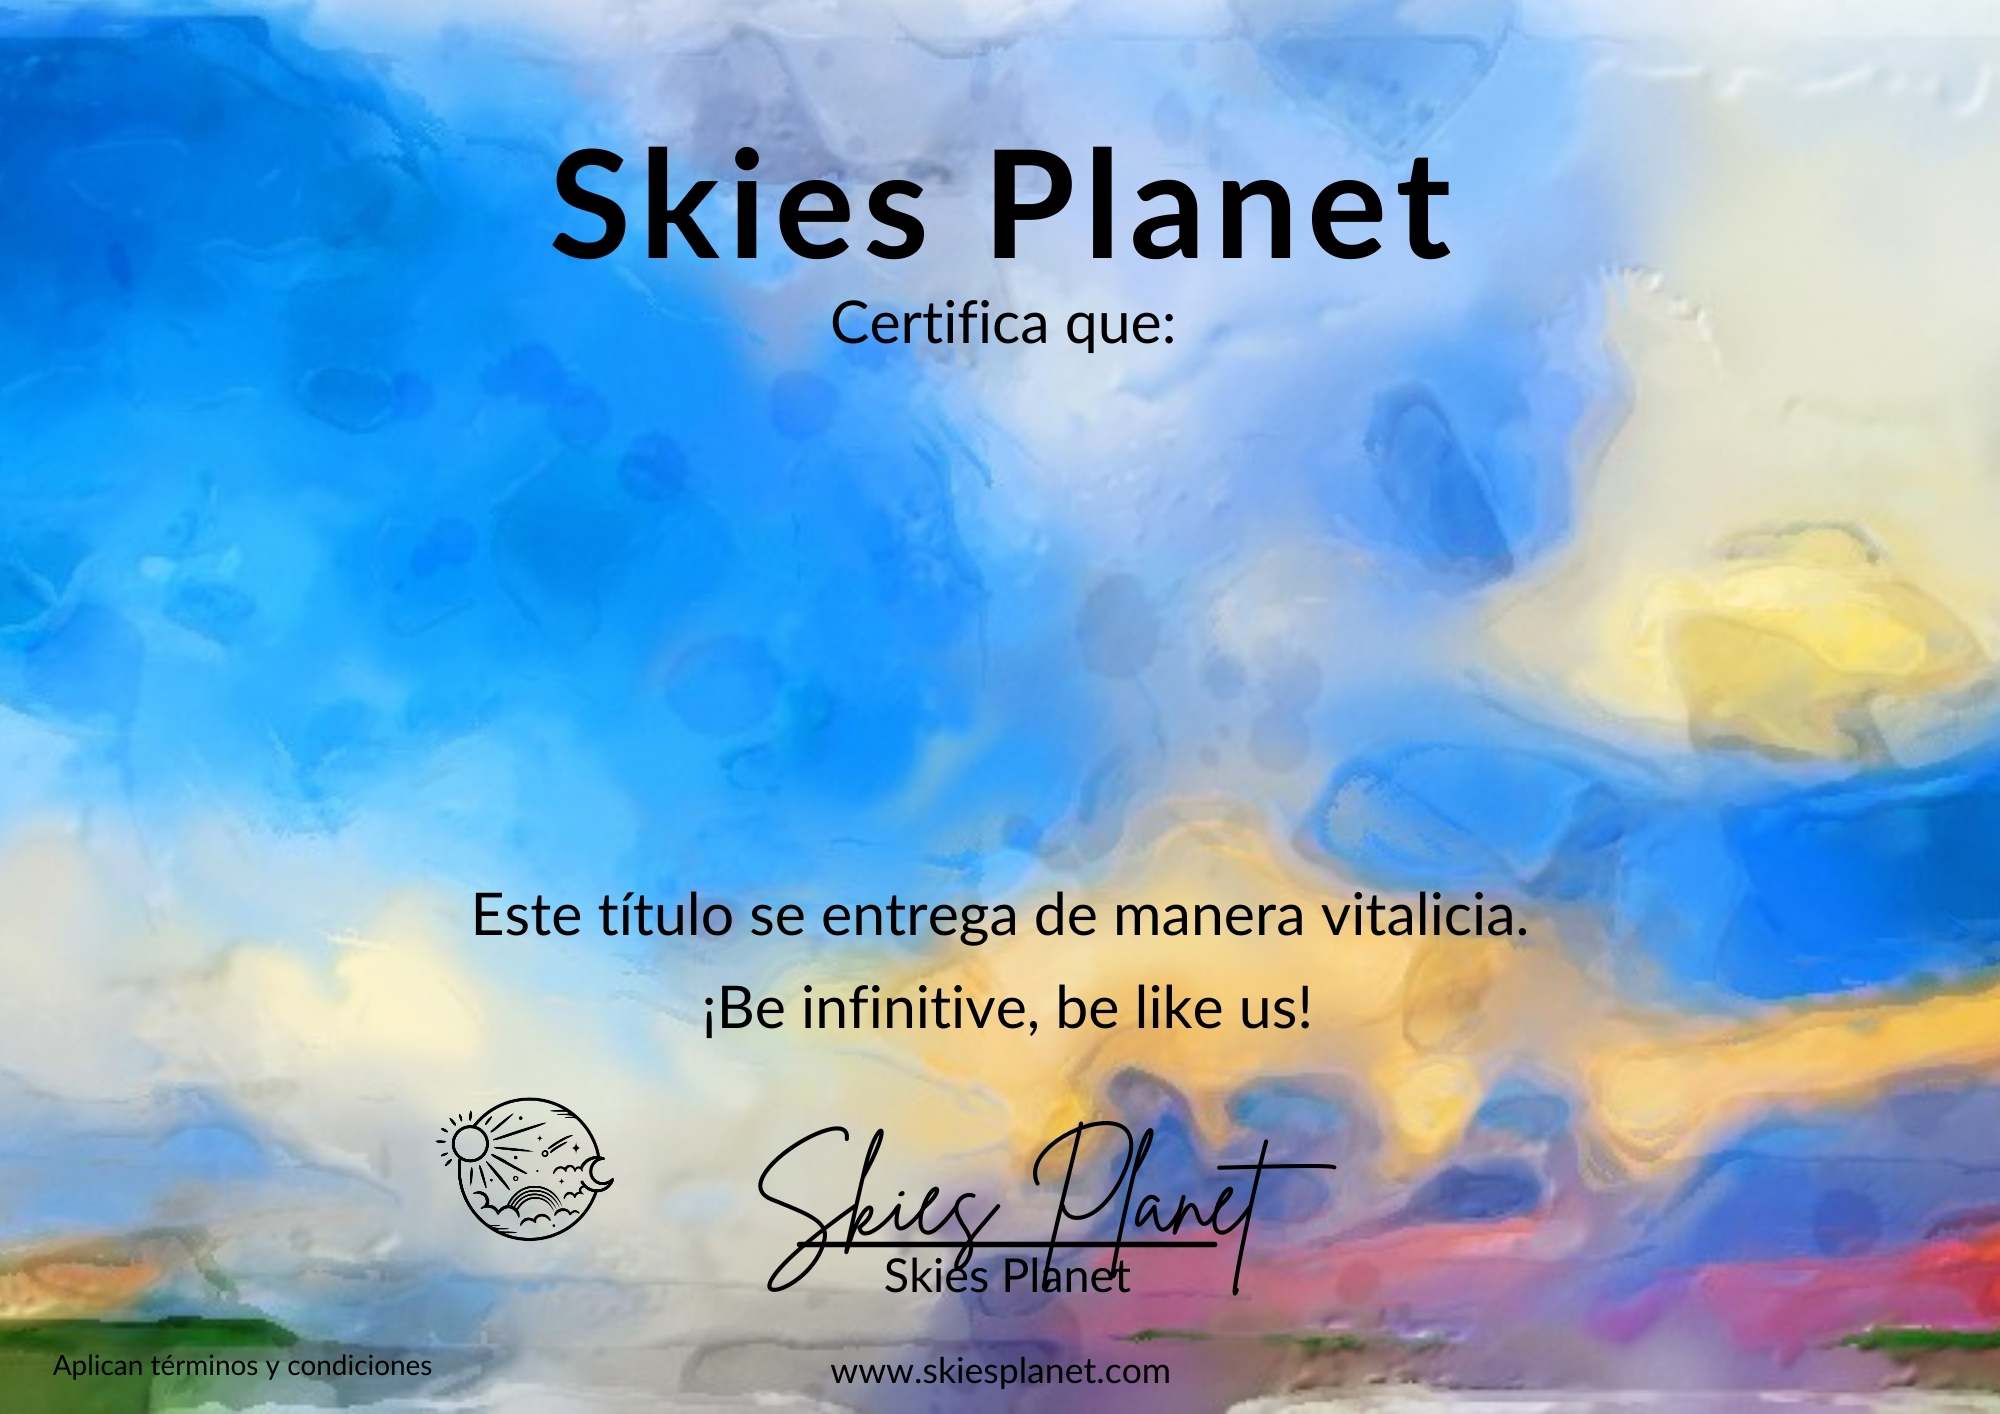 Skies Planet
Certifica que:
Este título se entrega de manera vitalicia.
¡Be infinitive, be like us!
Skies Planet
Skies Planet
Aplican términos y condiciones
www.skiesplanet.com